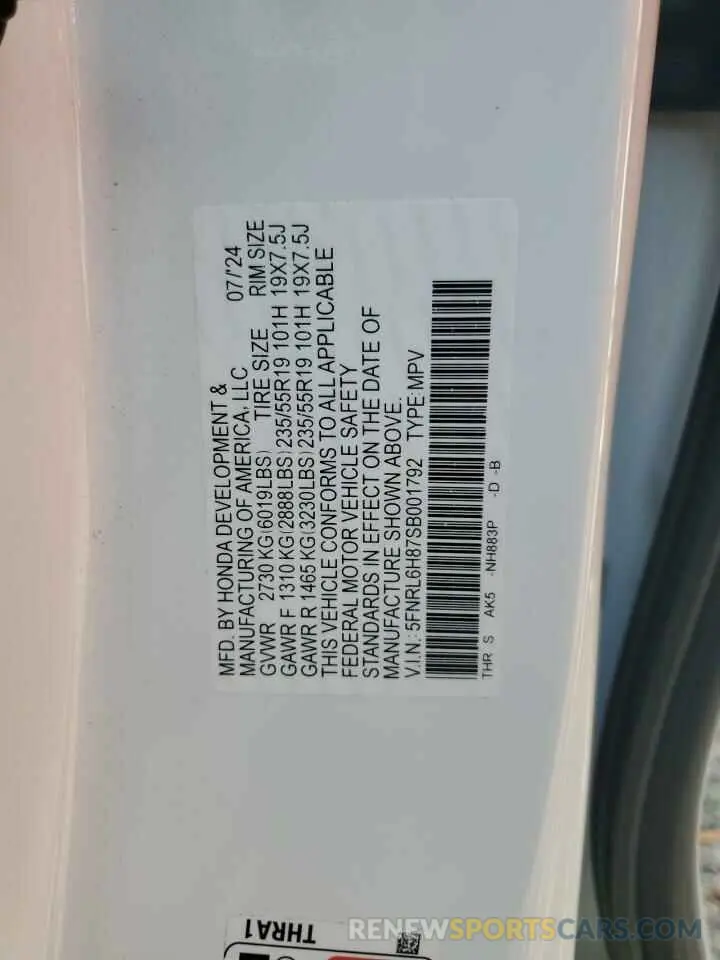 MFD. BY HONDA DEVELOPMENT &
MANUFACTURING OF AMERICA, LLC 07/'24
GVWR 2730 KG(6019LBS) TIRE SIZE RIM SIZE
GAWR F 1310 KG(2888LBS) 235/55R19 101H 19X7.5J
GAWR R 1465 KG(3230LBS) 235/55R19 101H 19X7.5J
THIS VEHICLE CONFORMS TO ALL APPLICABLE
FEDERAL MOTOR VEHICLE SAFETY
STANDARDS IN EFFECT ON THE DATE OF
MANUFACTURE SHOWN ABOVE.
V.I.N.: 5FNRL6H87SB001792 TYPE:MPV
THR S AK5 -NH883P -D -B
THRA1
RENEWSPORTSCARS.COM